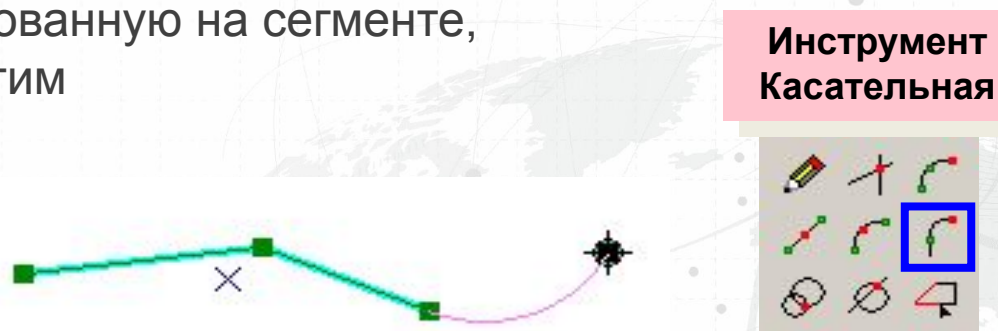 ованную на сегменте,
тим
Инструмент
Касательная